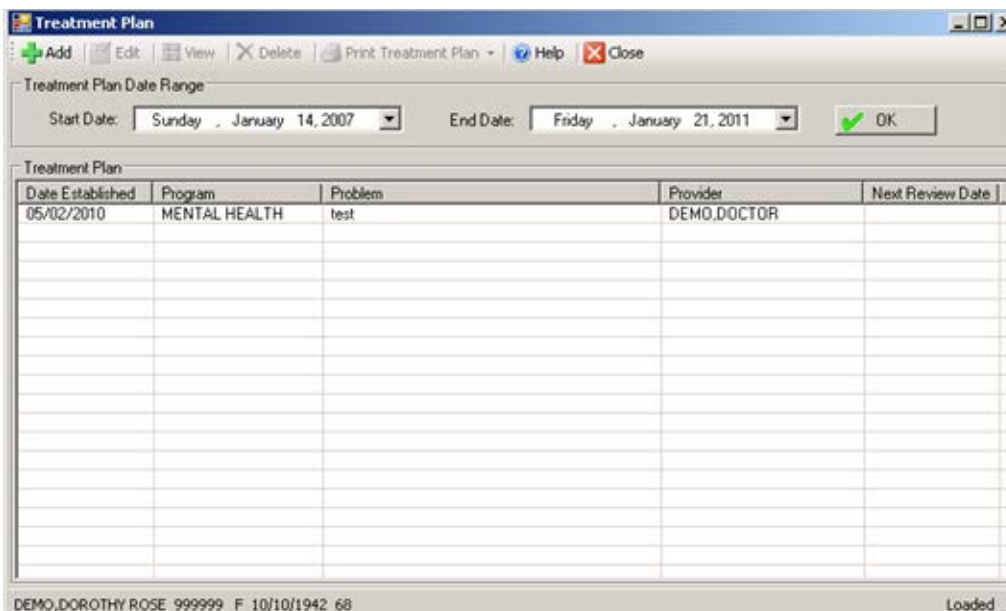 Treatment Plan
Add Edit View Delete Print Treatment Plan Help Close
Treatment Plan Date Range
Start Date: Sunday , January 14, 2007 End Date: Friday , January 21, 2011 OK
Treatment Plan
Date Established Program Problem Provider Next Review Date
05/02/2010 MENTAL HEALTH test DEMO,DOCTOR
DEMO,DOROTHY ROSE 999999 F 10/10/1942 68 Loaded